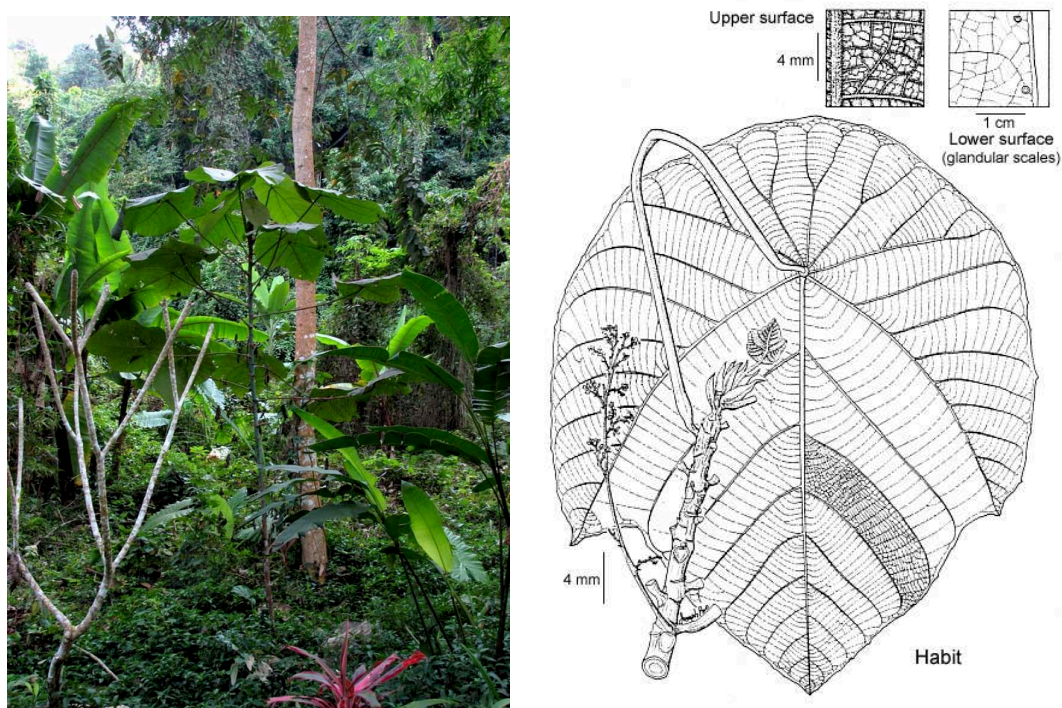 Upper surface
4 mm
1 cm
Lower surface
(glandular scales)
4 mm
Habit